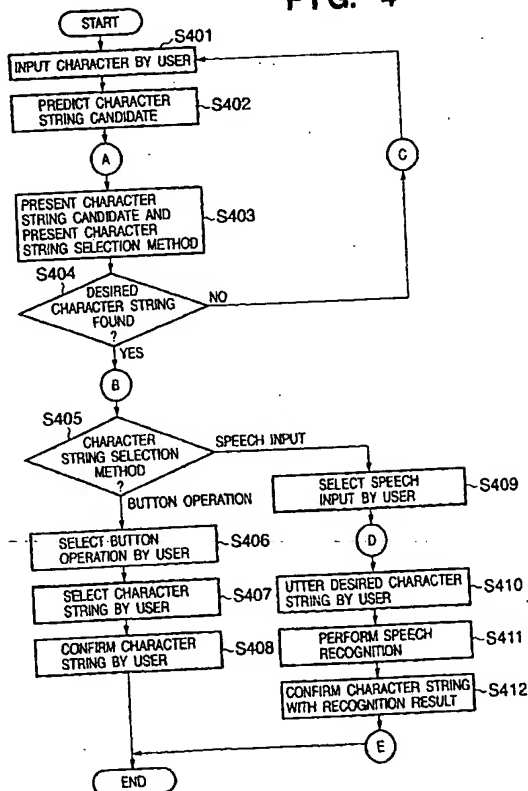 FIG. 4
START
S401
INPUT CHARACTER BY USER
PREDICT CHARACTER
STRING CANDIDATE
S402
A
C
PRESENT CHARACTER
STRING CANDIDATE AND
PRESENT CHARACTER
STRING SELECTION METHOD
S403
S404
DESIRED
CHARACTER STRING
FOUND
?
NO
YES
B
S405
CHARACTER
STRING SELECTION
METHOD
?
SPEECH INPUT
BUTTON OPERATION
SELECT BUTTON
OPERATION BY USER
S406
SELECT CHARACTER
STRING BY USER
S407
CONFIRM CHARACTER
STRING BY USER
S408
SELECT SPEECH
INPUT BY USER
S409
D
UTTER DESIRED CHARACTER
STRING BY USER
S410
PERFORM SPEECH
RECOGNITION
S411
CONFIRM CHARACTER STRING
WITH RECOGNITION RESULT
S412
E
END